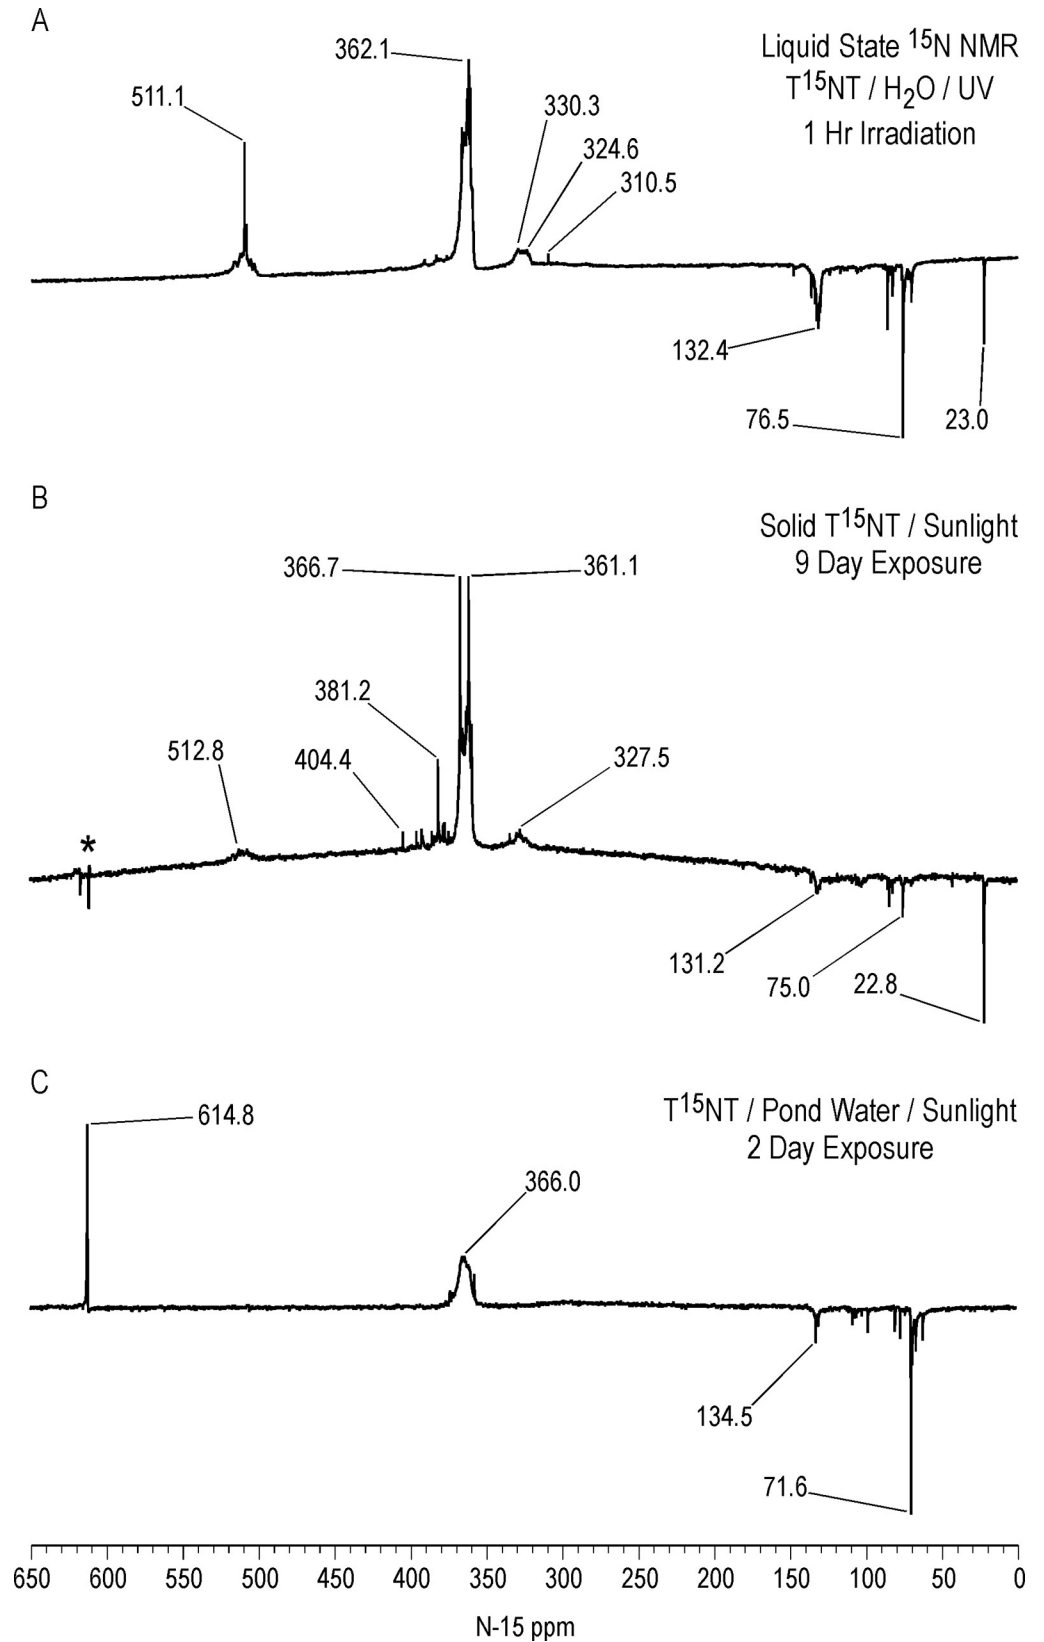 A
Liquid State 15N NMR
T15NT / H2O / UV
1 Hr Irradiation
362.1
511.1
330.3
324.6
310.5
132.4
76.5
23.0
B
Solid T15NT / Sunlight
9 Day Exposure
366.7
361.1
381.2
512.8
404.4
327.5
*
131.2
75.0
22.8
C
T15NT / Pond Water / Sunlight
2 Day Exposure
614.8
366.0
134.5
71.6
650 600 550 500 450 400 350 300 250 200 150 100 50 0
N-15 ppm